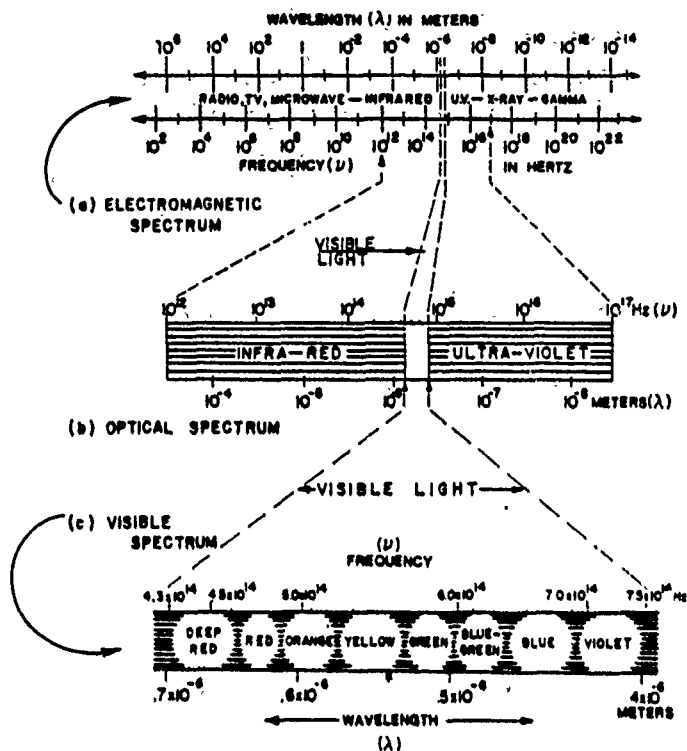 WAVELENGTH (λ) IN METERS
10⁶ 10⁴ 10² 1 10⁻² 10⁻⁴ 10⁻⁶ 10⁻⁸ 10⁻¹⁰ 10⁻¹² 10⁻¹⁴
RADIO, TV, MICROWAVE — INFRARED U.V. — X-RAY — GAMMA
10² 10⁴ 10⁶ 10⁸ 10¹⁰ 10¹² 10¹⁴ 10¹⁶ 10¹⁸ 10²⁰ 10²²
FREQUENCY (ν) IN HERTZ
(a) ELECTROMAGNETIC
SPECTRUM
VISIBLE
LIGHT
10¹² 10¹³ 10¹⁴ 10¹⁵ 10¹⁶ 10¹⁷ Hz (ν)
INFRA-RED ULTRA-VIOLET
10⁻⁴ 10⁻⁵ 10⁻⁶ 10⁻⁷ 10⁻⁸ METERS (λ)
(b) OPTICAL SPECTRUM
VISIBLE LIGHT
(c) VISIBLE
SPECTRUM
(ν)
FREQUENCY
4.3x10¹⁴ 4.5x10¹⁴ 5.0x10¹⁴ 6.0x10¹⁴ 7.0x10¹⁴ 7.5x10¹⁴ Hz
DEEP RED RED ORANGE YELLOW GREEN BLUE-GREEN BLUE VIOLET
.7x10⁻⁶ .6x10⁻⁶ .5x10⁻⁶ .4x10⁻⁶
METERS
WAVELENGTH
(λ)